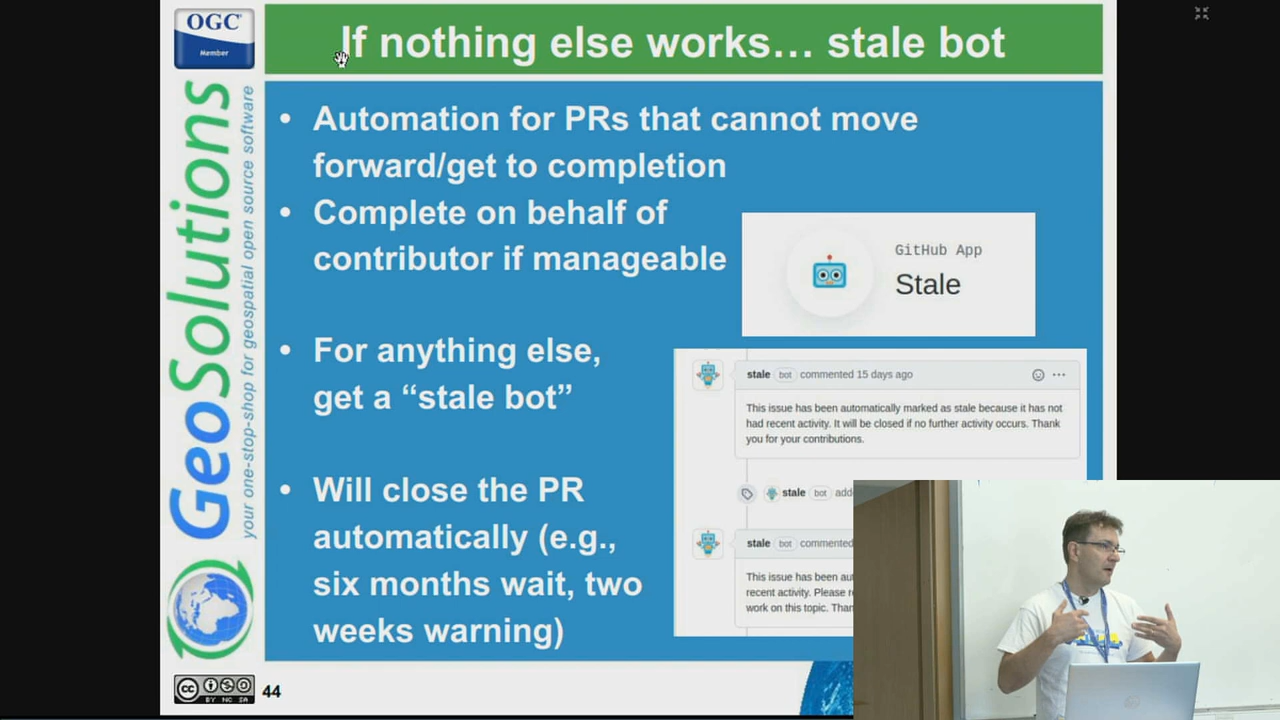 OGC
Member
If nothing else works… stale bot
GeoSolutions
your one-stop-shop for geospatial open source software
• Automation for PRs that cannot move
forward/get to completion
• Complete on behalf of
contributor if manageable
GitHub App
Stale
• For anything else,
get a “stale bot”
stale bot commented 15 days ago
This issue has been automatically marked as stale because it has not
had recent activity. It will be closed if no further activity occurs. Thank
you for your contributions.
• Will close the PR
automatically (e.g.,
six months wait, two
weeks warning)
stale bot
stale bot commented
This issue has been
recent activity. Please
work on this topic.
cc
BY NC SA
44